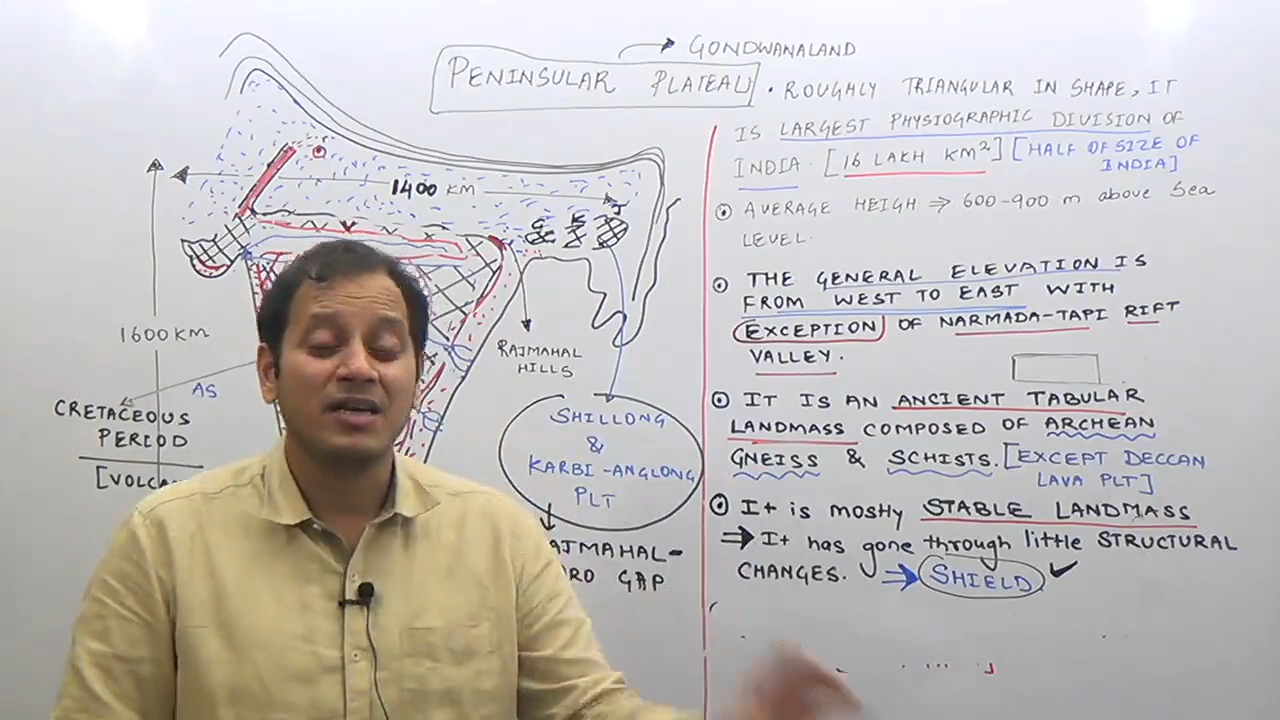 GONDWANALAND
PENINSULAR PLATEAU
• ROUGHLY TRIANGULAR IN SHAPE, IT
IS LARGEST PHYSIOGRAPHIC DIVISION OF
INDIA. [16 LAKH KM²] [HALF OF SIZE OF
INDIA]
AVERAGE HEIGH ⇒ 600-900 m above Sea
LEVEL.
THE GENERAL ELEVATION IS
FROM WEST TO EAST WITH
EXCEPTION OF NARMADA-TAPI RIFT
VALLEY.
IT IS AN ANCIENT TABULAR
LANDMASS COMPOSED OF ARCHEAN
GNEISS & SCHISTS. [EXCEPT DECCAN
LAVA PLT]
It is mostly STABLE LANDMASS
⇒ It has gone through little STRUCTURAL
CHANGES. ⇒ SHIELD ✓
1400 KM
G K J
1600 KM
AS
CRETACEOUS
PERIOD
RAJMAHAL
HILLS
SHILLONG
&
KARBI-ANGLONG
PLT
GAP